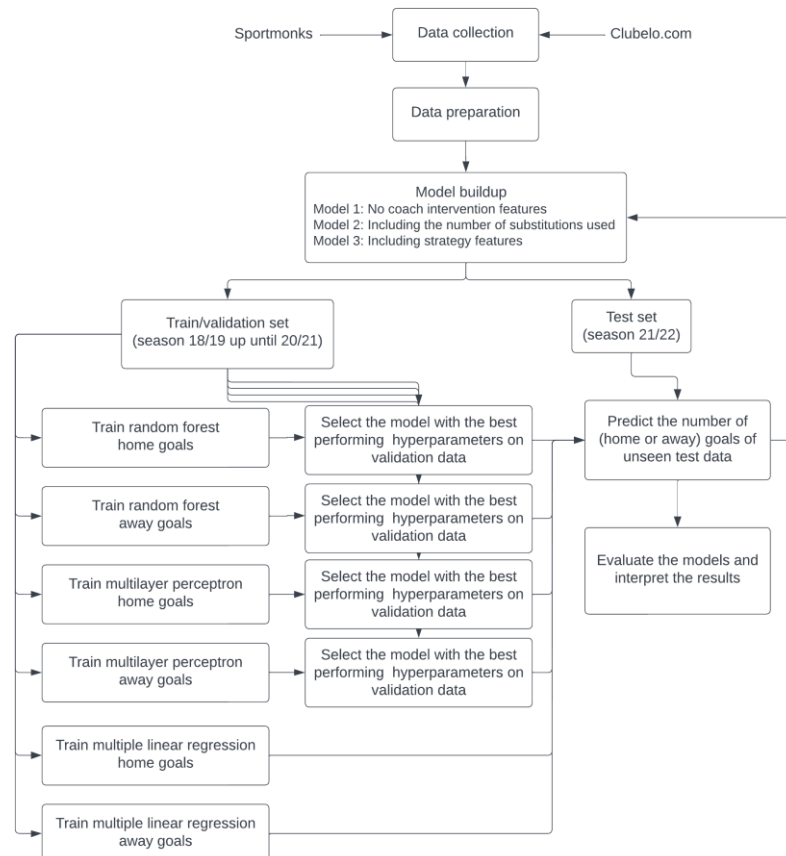 Sportmonks
Data collection
Clubelo.com
Data preparation
Model buildup
Model 1: No coach intervention features
Model 2: Including the number of substitutions used
Model 3: Including strategy features
Train/validation set
(season 18/19 up until 20/21)
Test set
(season 21/22)
Train random forest
home goals
Select the model with the best
performing hyperparameters on
validation data
Predict the number of
(home or away) goals of
unseen test data
Train random forest
away goals
Select the model with the best
performing hyperparameters on
validation data
Evaluate the models and
interpret the results
Train multilayer perceptron
home goals
Select the model with the best
performing hyperparameters on
validation data
Train multilayer perceptron
away goals
Select the model with the best
performing hyperparameters on
validation data
Train multiple linear regression
home goals
Train multiple linear regression
away goals